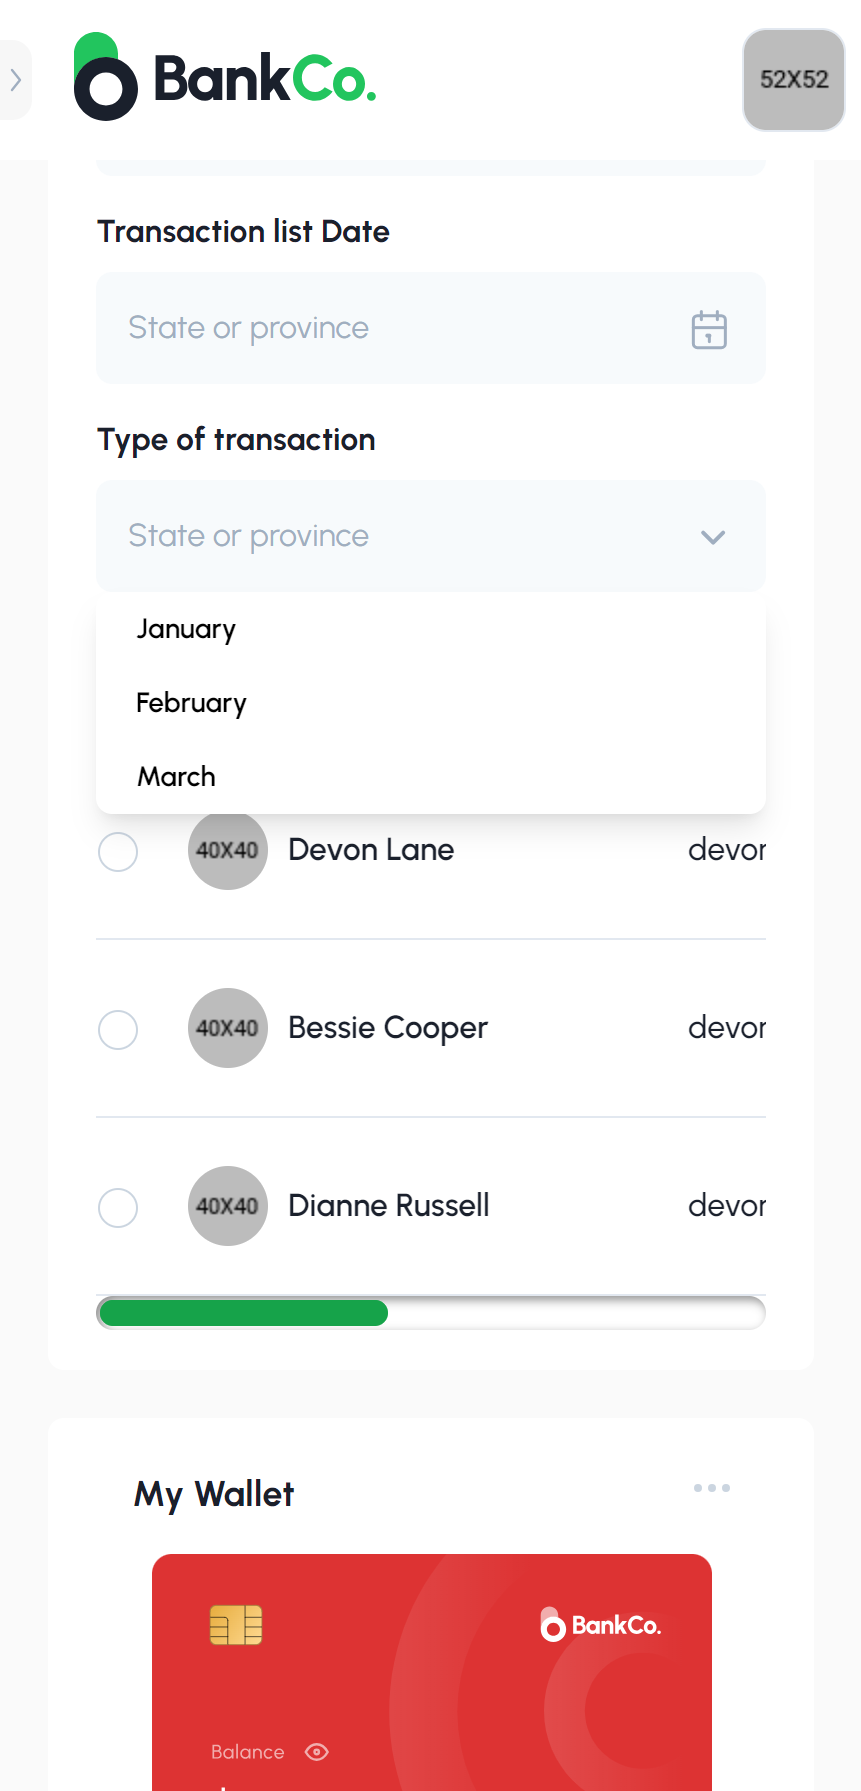 BankCo.
52X52
Transaction list Date
State or province
Type of transaction
State or province
January
February
March
40X40 Devon Lane devor
40X40 Bessie Cooper devor
40X40 Dianne Russell devor
My Wallet
BankCo.
Balance